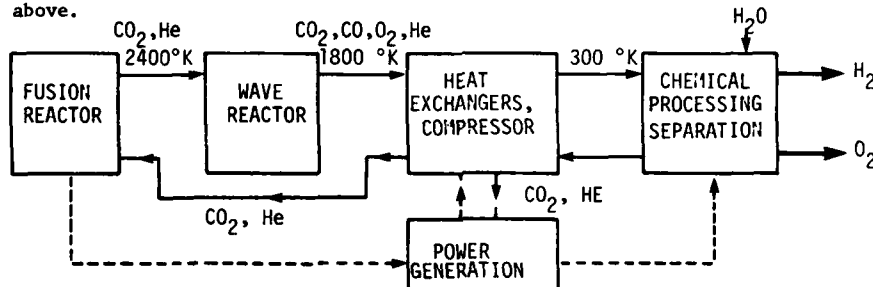 above.
H2O
CO2,He
2400°K
CO2,CO,O2,He
1800 °K
300 °K
FUSION
REACTOR
WAVE
REACTOR
HEAT
EXCHANGERS,
COMPRESSOR
CHEMICAL
PROCESSING
SEPARATION
H2
O2
CO2, He
CO2, HE
POWER
GENERATION